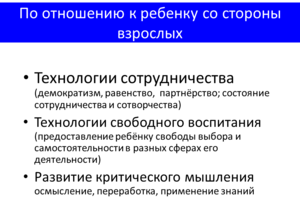 По отношению к ребенку со стороны
взрослых
• Технологии сотрудничества
(демократизм, равенство, партнёрство; состояние
сотрудничества и сотворчества)
• Технологии свободного воспитания
(предоставление ребёнку свободы выбора и
самостоятельности в разных сферах его
деятельности)
• Развитие критического мышления
осмысление, переработка, применение знаний